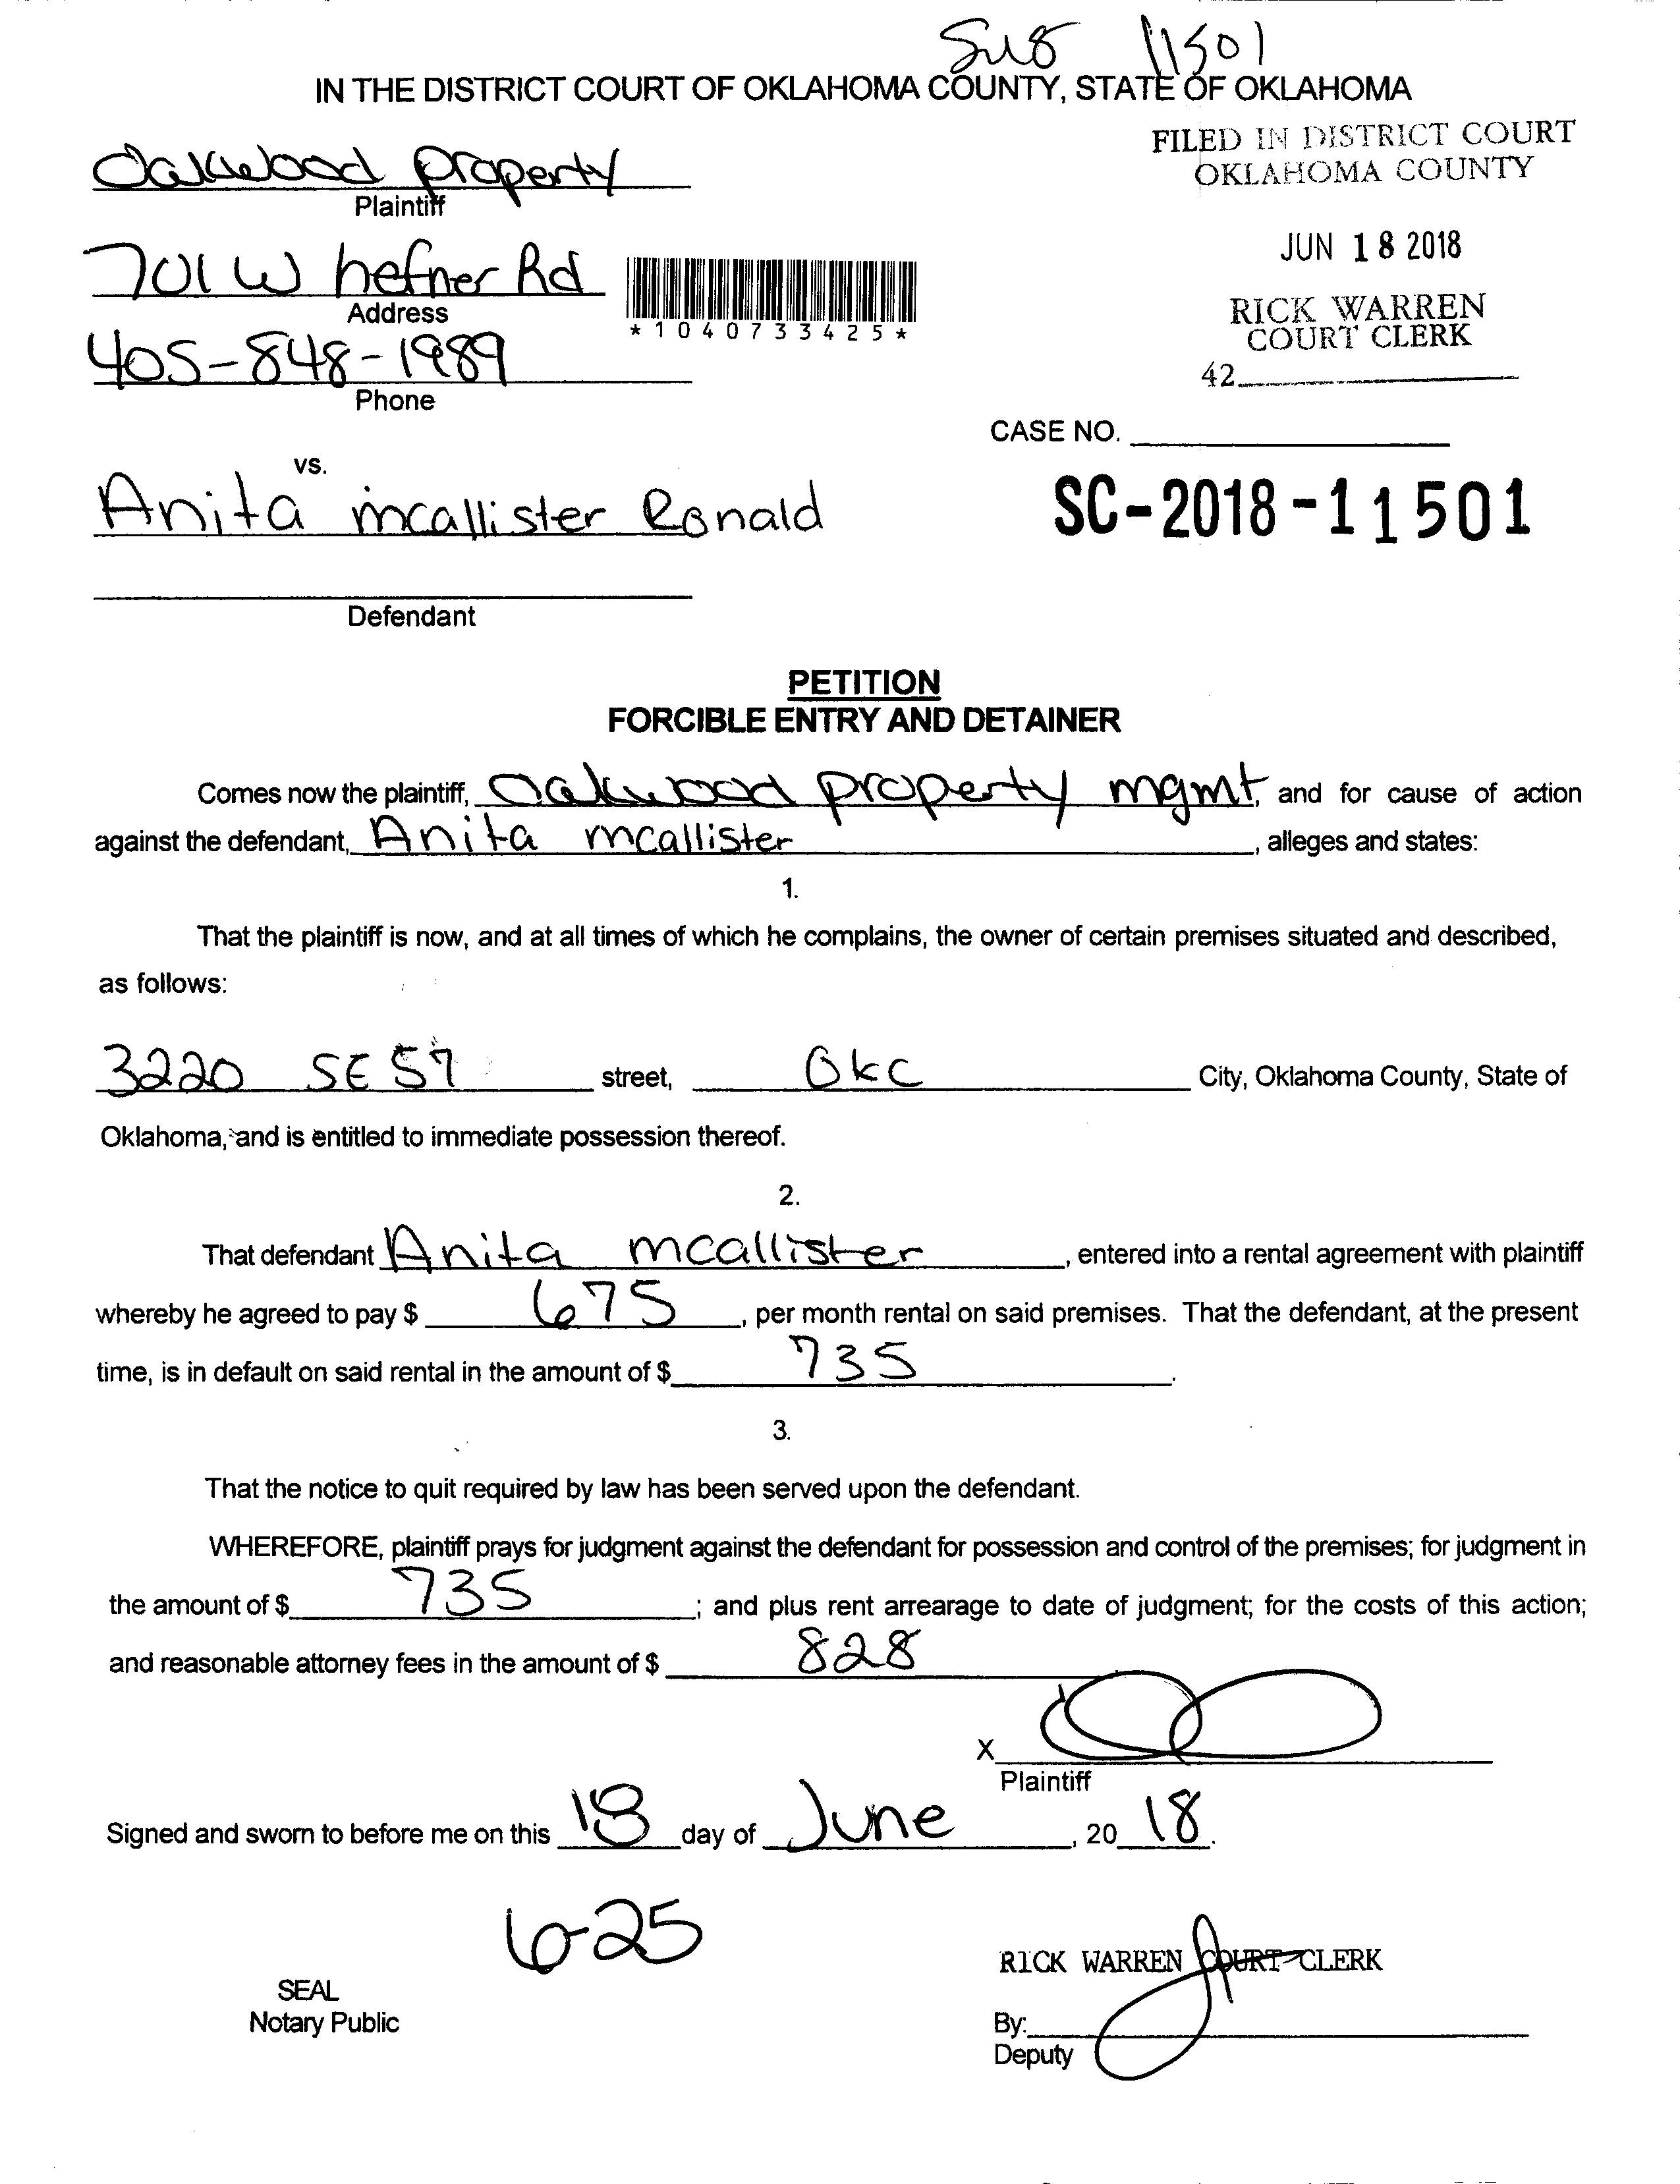 11501
IN THE DISTRICT COURT OF OKLAHOMA COUNTY, STATE OF OKLAHOMA
FILED IN DISTRICT COURT
OKLAHOMA COUNTY
Oakwood property
Plaintiff
JUN 18 2018
701 W hefner Rd
Address
*1040733425*
RICK WARREN
COURT CLERK
405-848-1989
Phone
42
CASE NO.
vs.
Anita mcallister Ronald
SC-2018-11501
Defendant
PETITION
FORCIBLE ENTRY AND DETAINER
Comes now the plaintiff, Oakwood property mgmt, and for cause of action
against the defendant, Anita mcallister, alleges and states:
1.
That the plaintiff is now, and at all times of which he complains, the owner of certain premises situated and described,
as follows:
3220 SE 57 street, Okc City, Oklahoma County, State of
Oklahoma, and is entitled to immediate possession thereof.
2.
That defendant Anita mcallister, entered into a rental agreement with plaintiff
whereby he agreed to pay $ 675, per month rental on said premises. That the defendant, at the present
time, is in default on said rental in the amount of $ 735.
3.
That the notice to quit required by law has been served upon the defendant.
WHEREFORE, plaintiff prays for judgment against the defendant for possession and control of the premises; for judgment in
the amount of $ 735; and plus rent arrearage to date of judgment; for the costs of this action;
and reasonable attorney fees in the amount of $ 828
X
Plaintiff
Signed and sworn to before me on this 18 day of June, 20 18.
6-25
RICK WARREN COURT CLERK
SEAL
Notary Public
By:
Deputy